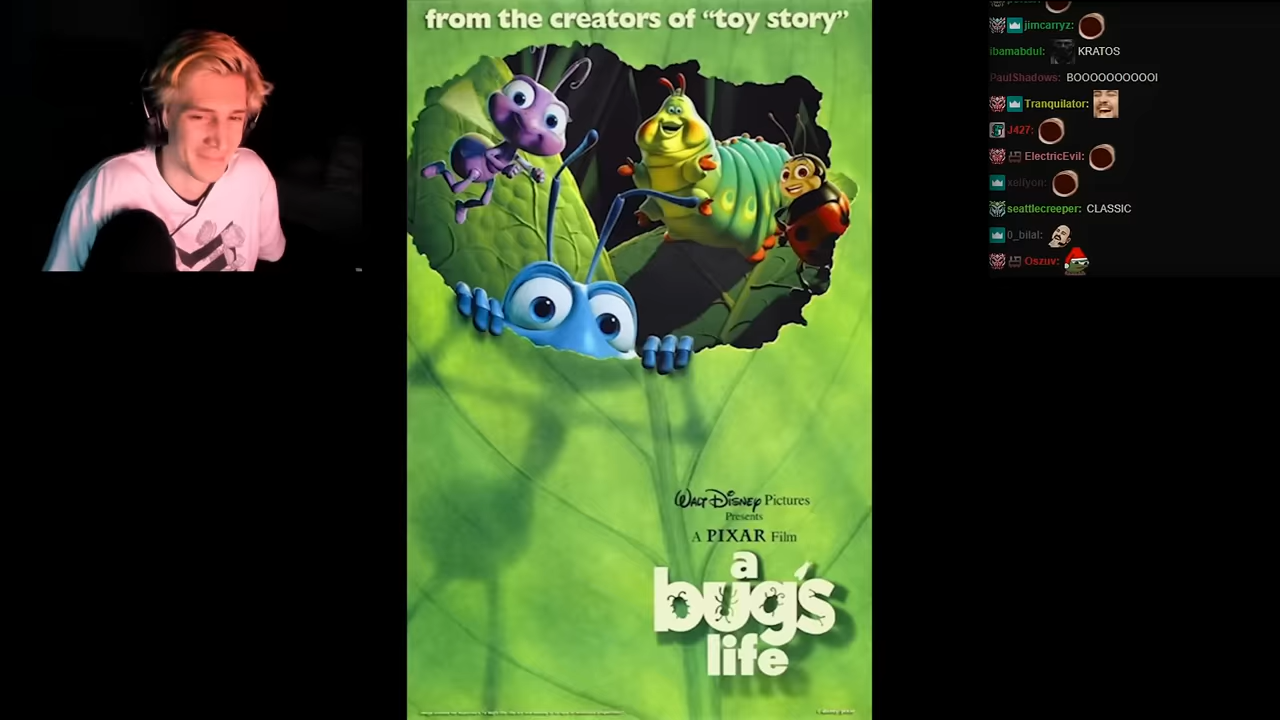 from the creators of “toy story”
WALT DISNEY Pictures
Presents
A PIXAR Film
a
bug's
life
jimcarryz:
ibamabdul: KRATOS
PaulShadows: BOOOOOOOOOOI
Tranquilator:
J427:
ElectricEvil:
xellyon:
seattlecreeper: CLASSIC
0_bilal:
Oszuv: